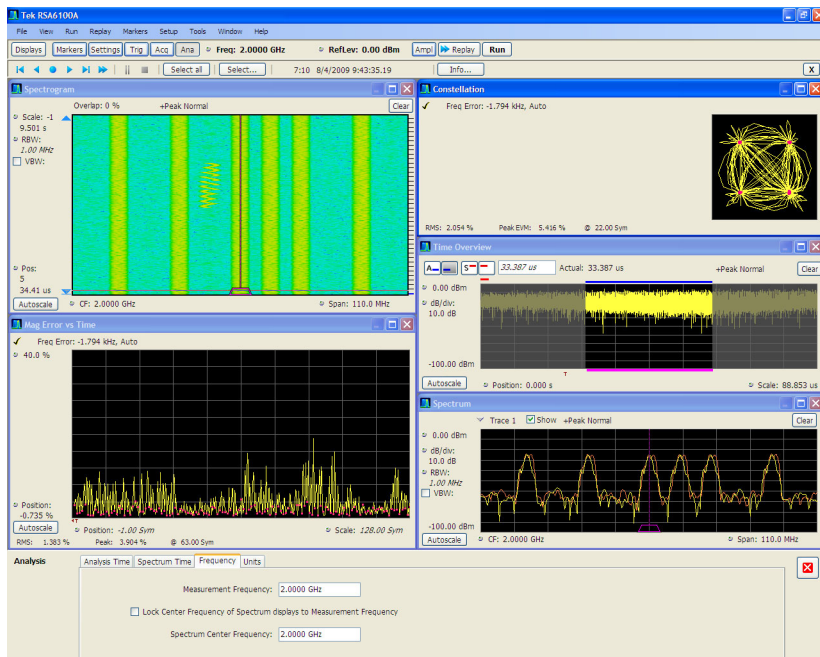 Tek RSA6100A
File View Run Replay Markers Setup Tools Window Help
Displays Markers Settings Trig Acq Ana Freq: 2.0000 GHz RefLev: 0.00 dBm Ampl Replay Run
Select all Select... 7:10 8/4/2009 9:43:35.19 Info... X
Spectrogram
Overlap: 0 % +Peak Normal Clear
Scale: -1
9.501 s
RBW:
1.00 MHz
VBW:
Pos:
5
34.41 us
Autoscale CF: 2.0000 GHz Span: 110.0 MHz
Constellation
Freq Error: -1.794 kHz, Auto
RMS: 2.054 % Peak EVM: 5.416 % @ 22.00 Sym
Time Overview
A S 33.387 us Actual: 33.387 us +Peak Normal Clear
0.00 dBm
dB/div:
10.0 dB
-100.00 dBm
T
Autoscale Position: 0.000 s Scale: 88.853 us
Mag Error vs Time
Freq Error: -1.794 kHz, Auto
40.0 %
Position:
-0.735 %
T
Autoscale Position: -1.00 Sym Scale: 128.00 Sym
RMS: 1.383 % Peak: 3.904 % @ 63.00 Sym
Spectrum
Trace 1 Show +Peak Normal Clear
0.00 dBm
dB/div:
10.0 dB
RBW:
1.00 MHz
VBW:
-100.00 dBm
Autoscale CF: 2.0000 GHz Span: 110.0 MHz
Analysis
Analysis Time Spectrum Time Frequency Units
Measurement Frequency: 2.0000 GHz
Lock Center Frequency of Spectrum displays to Measurement Frequency
Spectrum Center Frequency: 2.0000 GHz